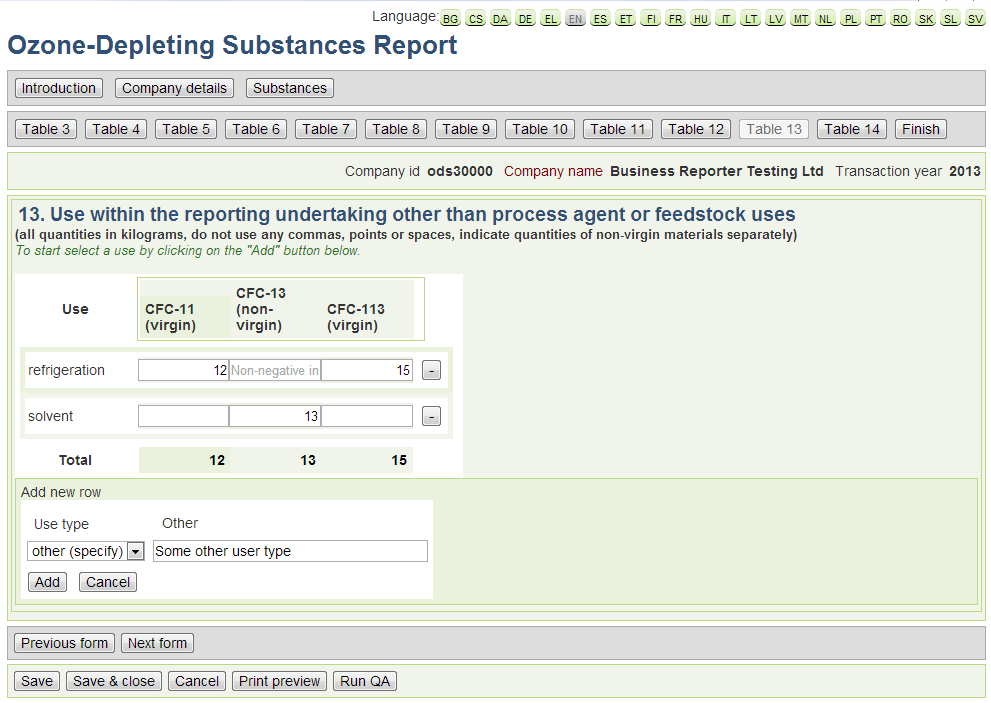 Language: BG CS DA DE EL EN ES ET FI FR HU IT LT LV MT NL PL PT RO SK SL SV
Ozone-Depleting Substances Report
Introduction Company details Substances
Table 3 Table 4 Table 5 Table 6 Table 7 Table 8 Table 9 Table 10 Table 11 Table 12 Table 13 Table 14 Finish
Company id ods30000 Company name Business Reporter Testing Ltd Transaction year 2013
13. Use within the reporting undertaking other than process agent or feedstock uses
(all quantities in kilograms, do not use any commas, points or spaces, indicate quantities of non-virgin materials separately)
To start select a use by clicking on the "Add" button below.
Use
CFC-11
(virgin)
CFC-13
(non-
virgin)
CFC-113
(virgin)
refrigeration 12 Non-negative in 15 -
solvent 13 -
Total 12 13 15
Add new row
Use type Other
other (specify) Some other user type
Add Cancel
Previous form Next form
Save Save & close Cancel Print preview Run QA